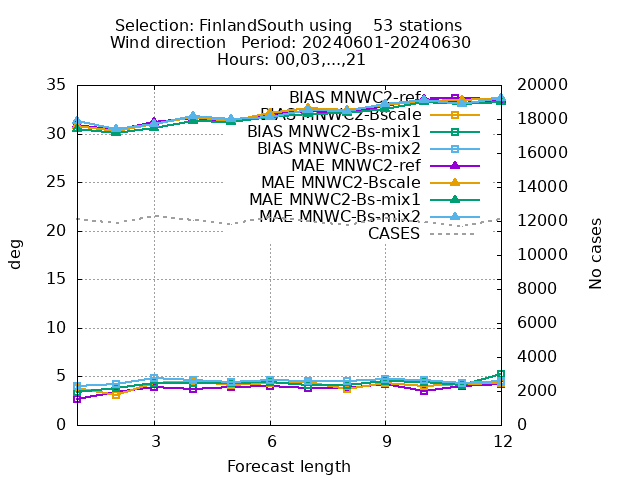 Selection: FinlandSouth using    53 stations
Wind direction   Period: 20240601-20240630
Hours: 00,03,...,21
35
30
25
20
15
10
5
0
deg
20000
18000
16000
14000
12000
10000
8000
6000
4000
2000
0
No cases
BIAS MNWC2-ref
BIAS MNWC2-Bscale
BIAS MNWC2-Bs-mix1
BIAS MNWC-Bs-mix2
MAE MNWC2-ref
MAE MNWC2-Bscale
MAE MNWC2-Bs-mix1
MAE MNWC-Bs-mix2
CASES
3 6 9 12
Forecast length